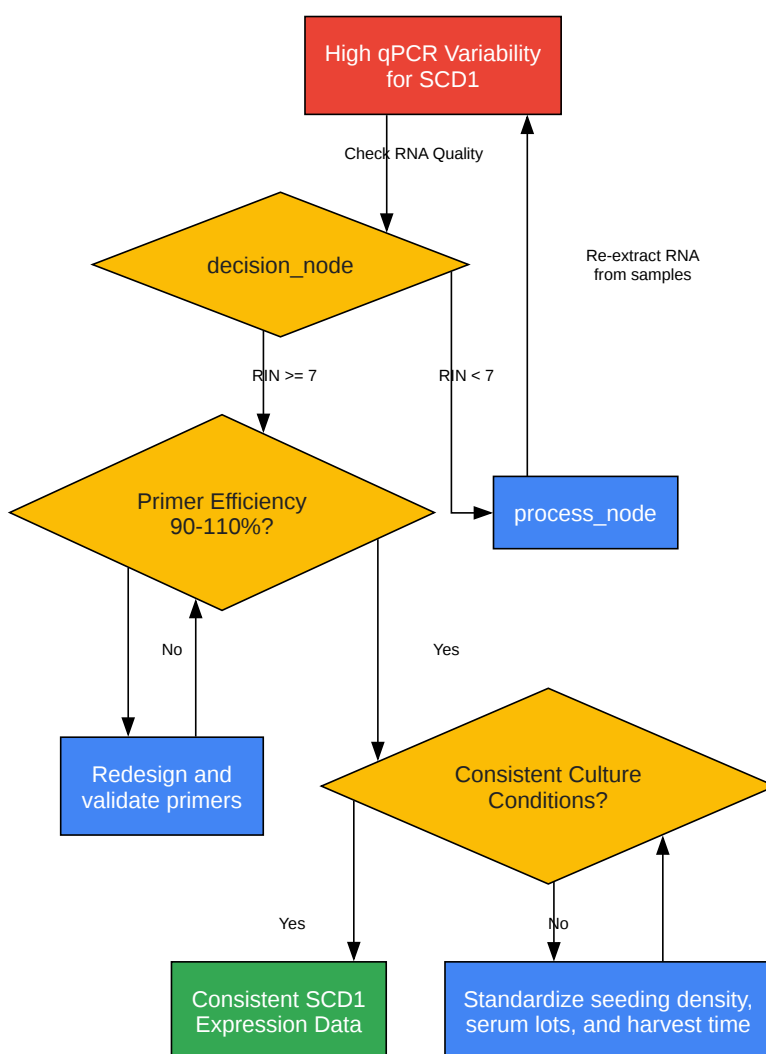 High qPCR Variability
for SCD1
Check RNA Quality
decision_node
Re-extract RNA
from samples
RIN >= 7
RIN < 7
Primer Efficiency
90-110%?
process_node
No
Yes
Redesign and
validate primers
Consistent Culture
Conditions?
Yes
No
Consistent SCD1
Expression Data
Standardize seeding density,
serum lots, and harvest time